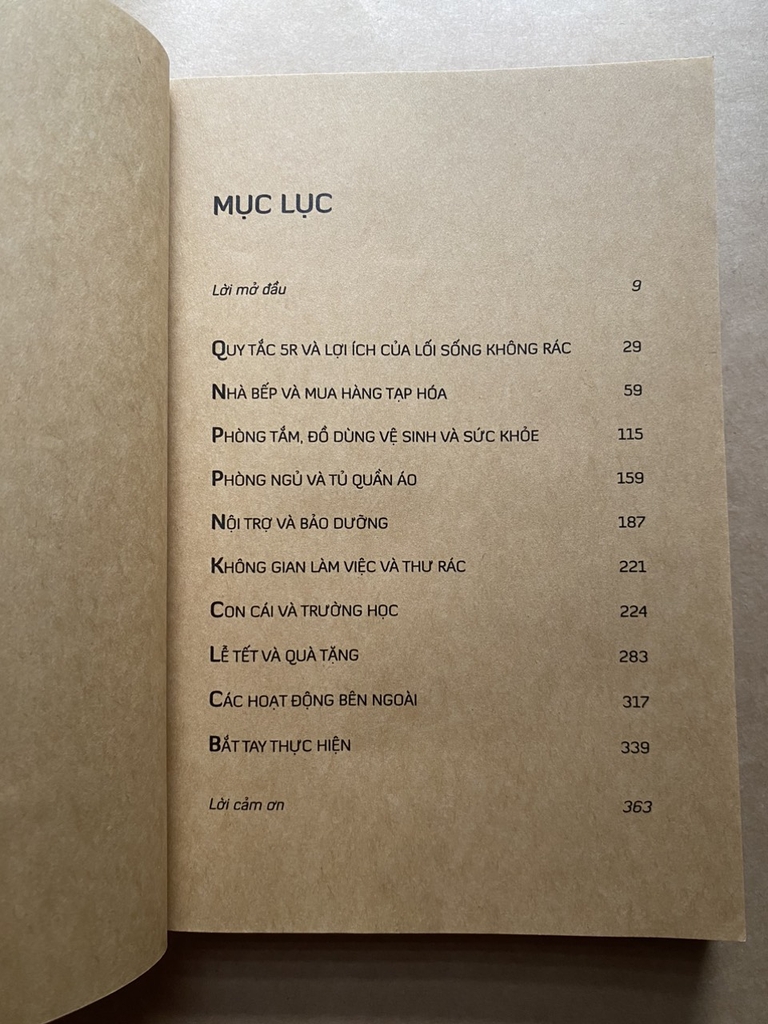 MỤC LỤC
Lời mở đầu 9
QUY TẮC 5R VÀ LỢI ÍCH CỦA LỐI SỐNG KHÔNG RÁC 29
NHÀ BẾP VÀ MUA HÀNG TẠP HÓA 59
PHÒNG TẮM, ĐỒ DÙNG VỆ SINH VÀ SỨC KHỎE 115
PHÒNG NGỦ VÀ TỦ QUẦN ÁO 159
NỘI TRỢ VÀ BẢO DƯỠNG 187
KHÔNG GIAN LÀM VIỆC VÀ THƯ RÁC 221
CON CÁI VÀ TRƯỜNG HỌC 224
LỄ TẾT VÀ QUÀ TẶNG 283
CÁC HOẠT ĐỘNG BÊN NGOÀI 317
BẮT TAY THỰC HIỆN 339
Lời cảm ơn 363